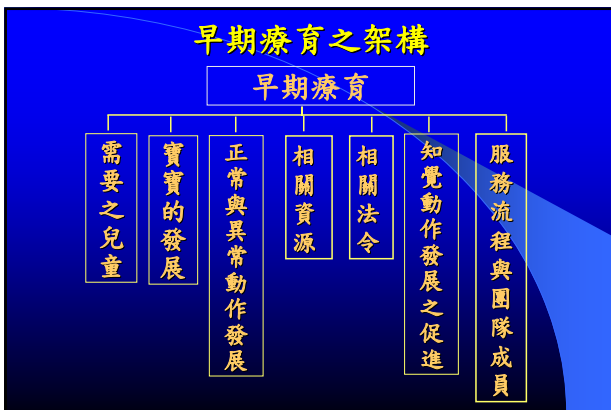 早期療育之架構
早期療育
需要之兒童
寶寶的發展
正常與異常動作發展
相關資源
相關法令
知覺動作發展之促進
服務流程與團隊成員